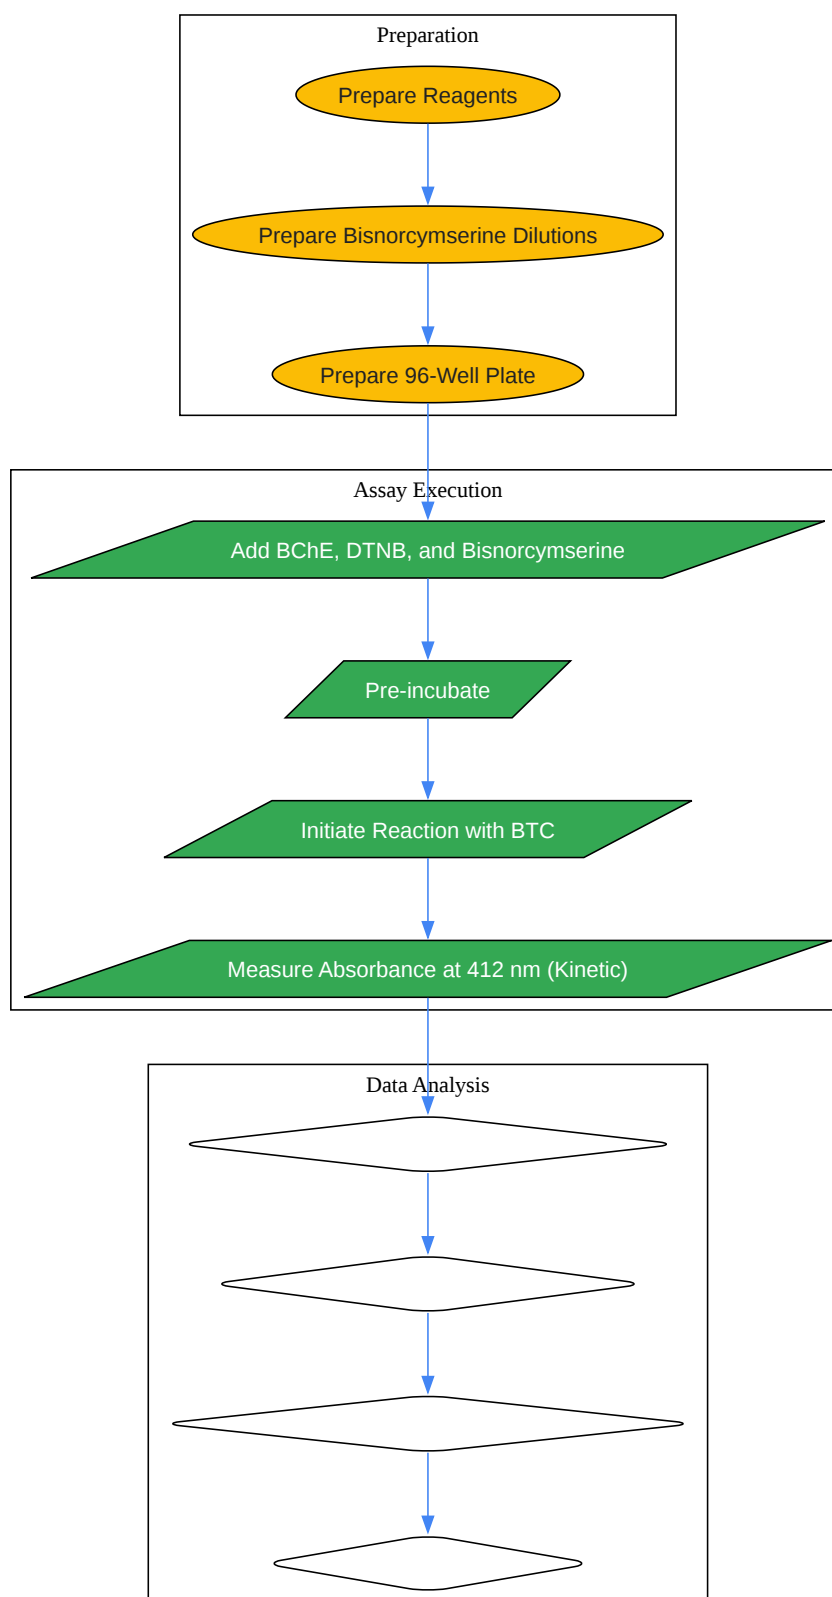 Preparation
Prepare Reagents
Prepare Bisnorcymserine Dilutions
Prepare 96-Well Plate
Assay Execution
Add BChE, DTNB, and Bisnorcymserine
Pre-incubate
Initiate Reaction with BTC
Measure Absorbance at 412 nm (Kinetic)
Data Analysis